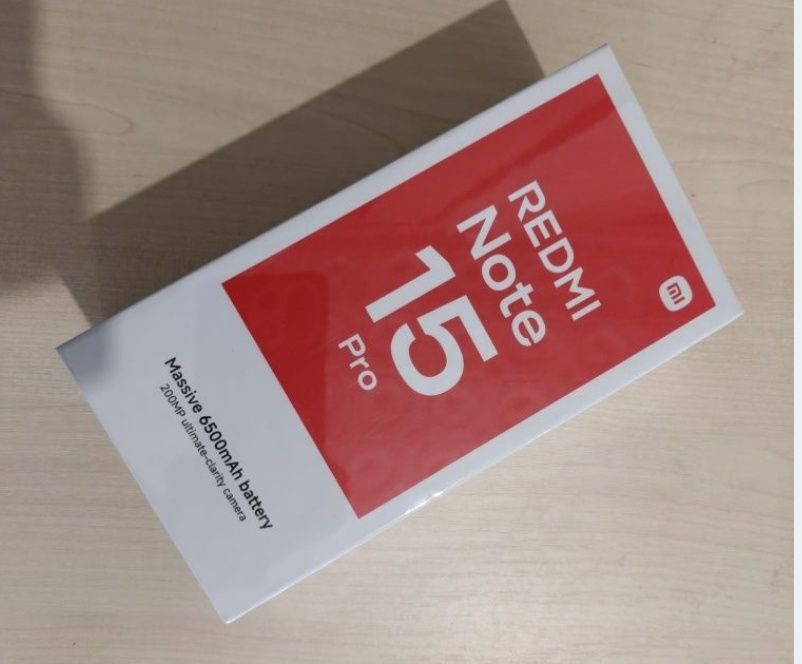 mi
REDMI
Note
15
Pro
Massive 6500mAh battery
200MP ultimate-clarity camera